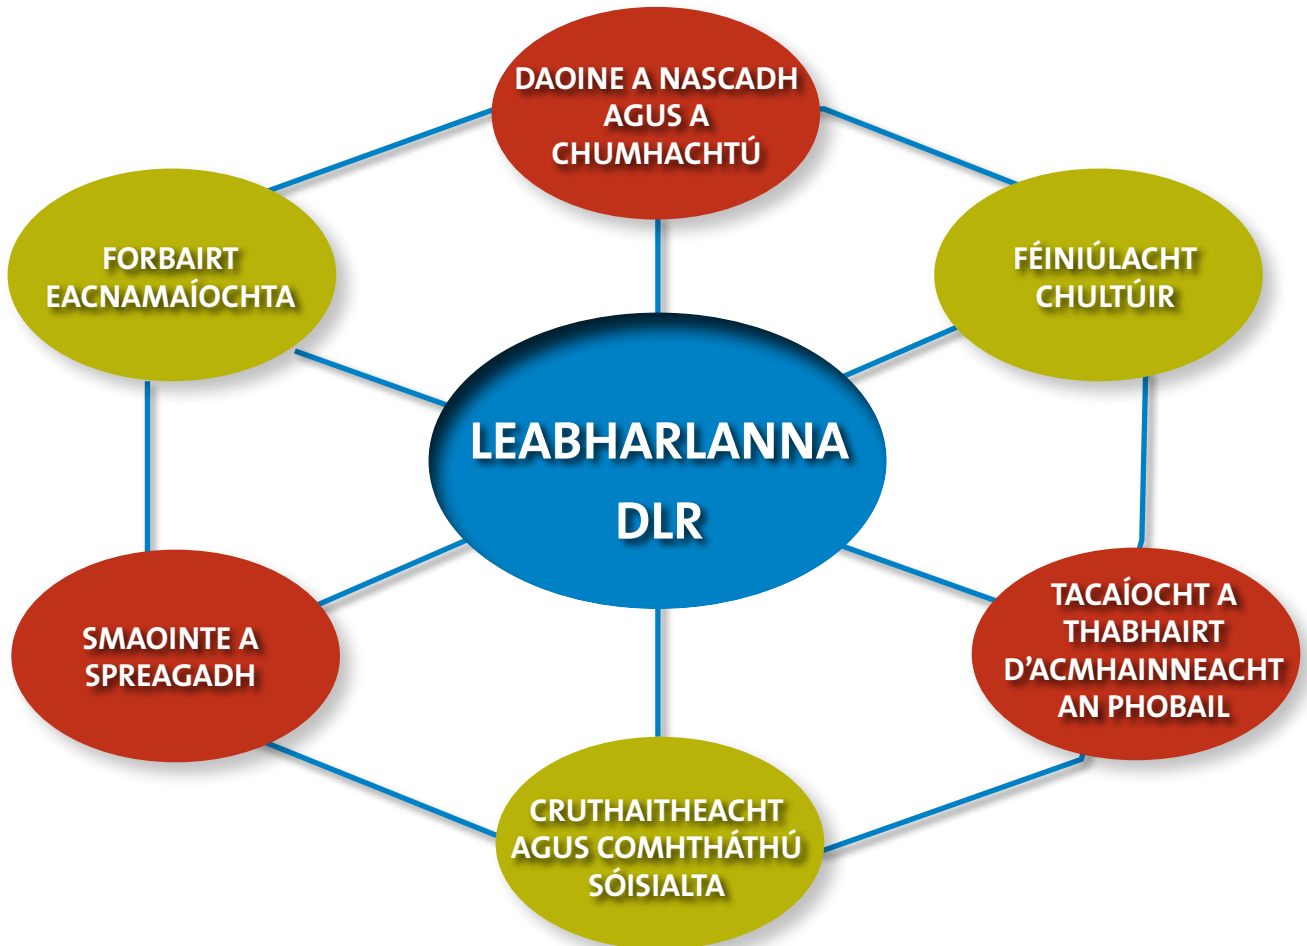 DAOINE A NASCADH
AGUS A
CHUMHACHTÚ
FORBAIRT
EACNAMAÍOCHTA
FÉINIÚLACHT
CHULTÚIR
LEABHARLANNA
DLR
SMAOINTE A
SPREAGADH
TACAÍOCHT A
THABHAIRT
D’ACMHAINNEACHT
AN PHOBAIL
CRUTHAITHEACHT
AGUS COMHTHÁTHÚ
SÓISIALTA